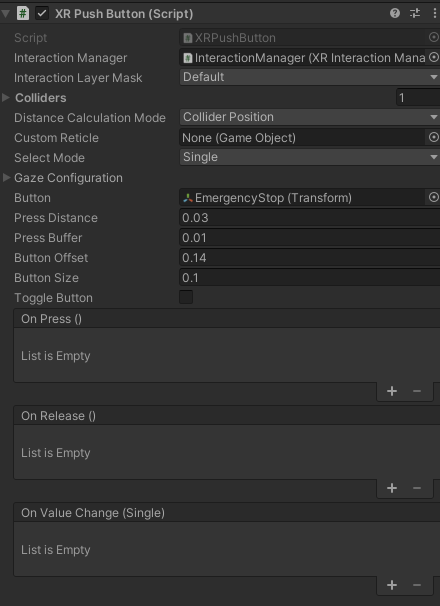 XR Push Button (Script)
Script XRPushButton
Interaction Manager InteractionManager (XR Interaction Mana
Interaction Layer Mask Default
Colliders 1
Distance Calculation Mode Collider Position
Custom Reticle None (Game Object)
Select Mode Single
Gaze Configuration
Button EmergencyStop (Transform)
Press Distance 0.03
Press Buffer 0.01
Button Offset 0.14
Button Size 0.1
Toggle Button
On Press ()
List is Empty
On Release ()
List is Empty
On Value Change (Single)
List is Empty